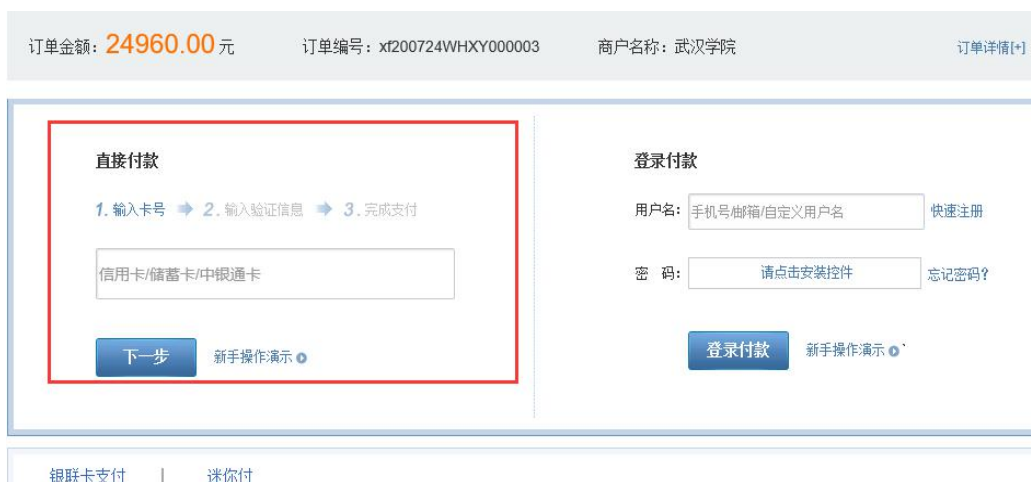 订单金额：24960.00元 订单编号：xf200724WHXY000003 商户名称：武汉学院 订单详情[+]
直接付款
1. 输入卡号 2. 输入验证信息 3. 完成支付
信用卡/储蓄卡/中银通卡
下一步 新手操作演示
登录付款
用户名： 手机号/邮箱/自定义用户名 快速注册
密 码： 请点击安装控件 忘记密码?
登录付款 新手操作演示
银联卡支付 | 迷你付